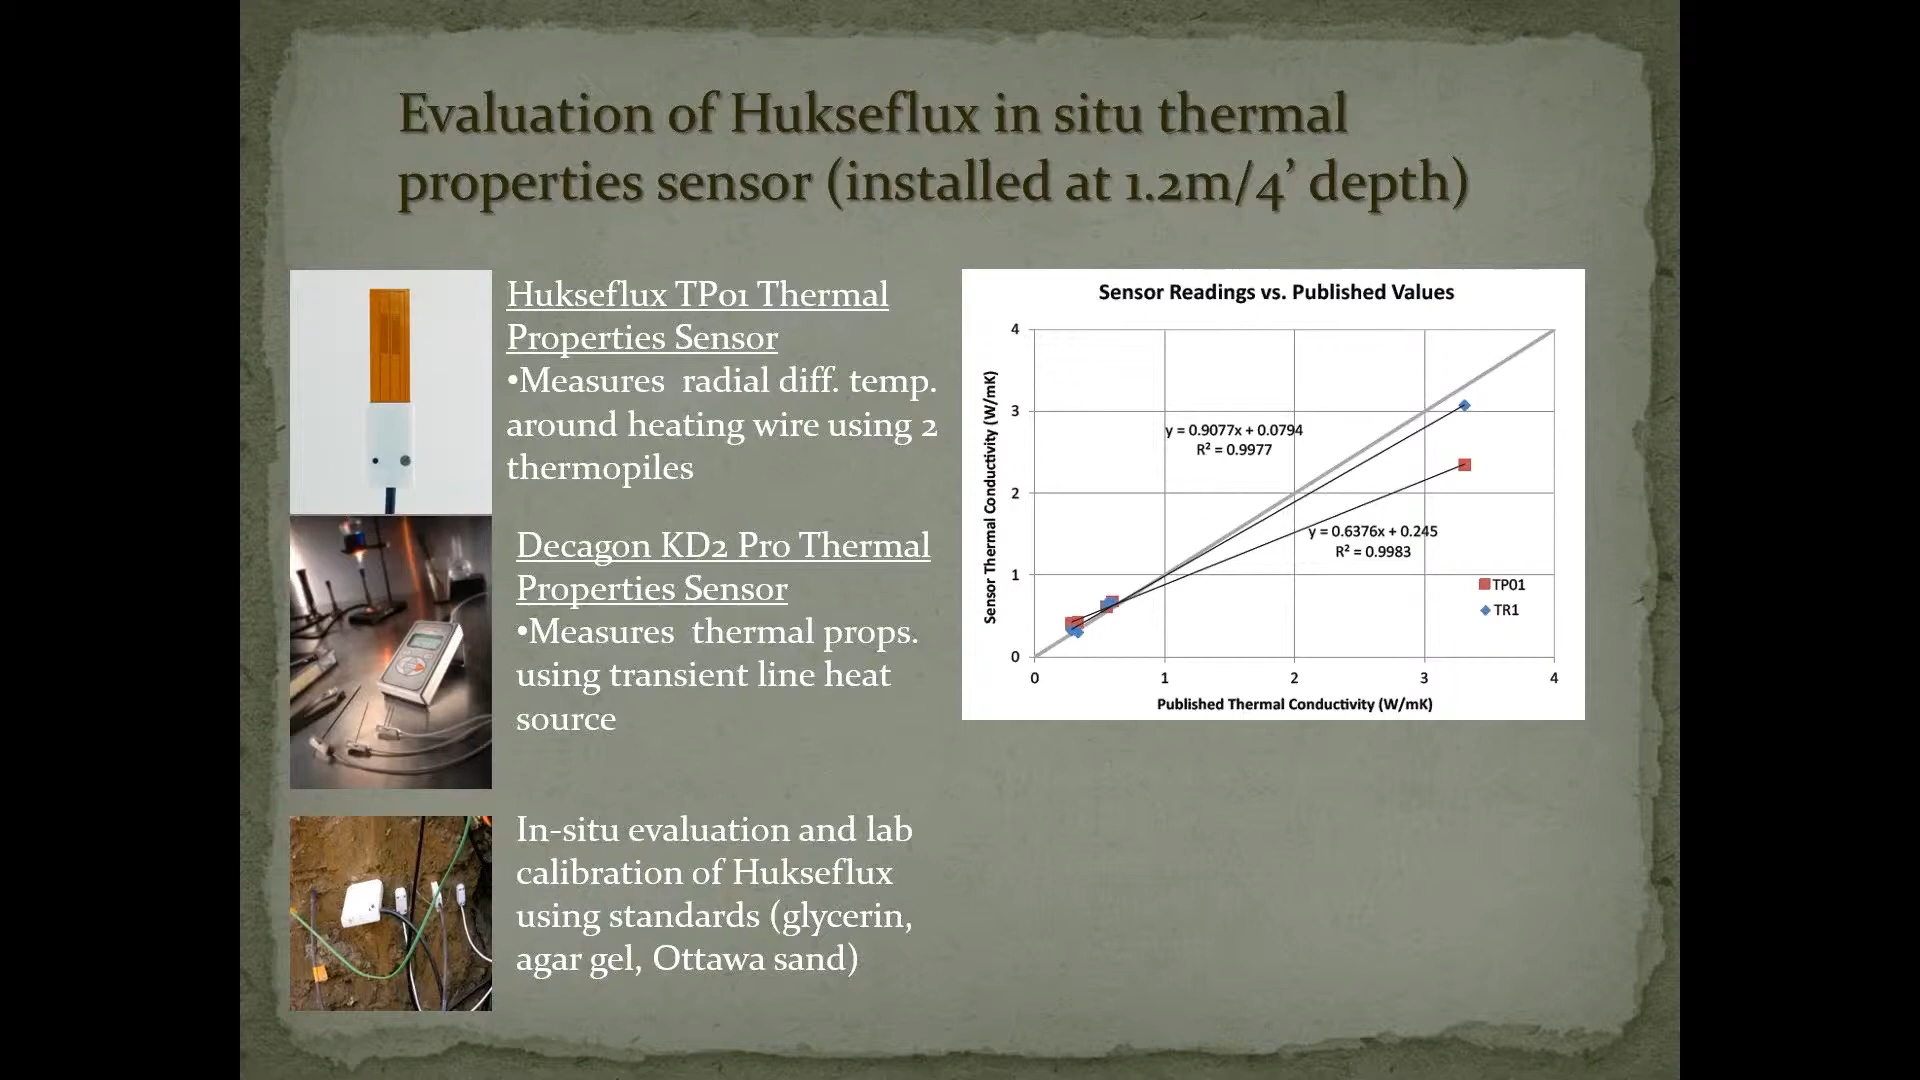 Evaluation of Hukseflux in situ thermal
properties sensor (installed at 1.2m/4’ depth)
Hukseflux TP01 Thermal
Properties Sensor
•Measures radial diff. temp.
around heating wire using 2
thermopiles
Decagon KD2 Pro Thermal
Properties Sensor
•Measures thermal props.
using transient line heat
source
In-situ evaluation and lab
calibration of Hukseflux
using standards (glycerin,
agar gel, Ottawa sand)
Sensor Readings vs. Published Values
Sensor Thermal Conductivity (W/mK)
4
3
2
1
0
y = 0.9077x + 0.0794
R² = 0.9977
y = 0.6376x + 0.245
R² = 0.9983
TP01
TR1
0 1 2 3 4
Published Thermal Conductivity (W/mK)